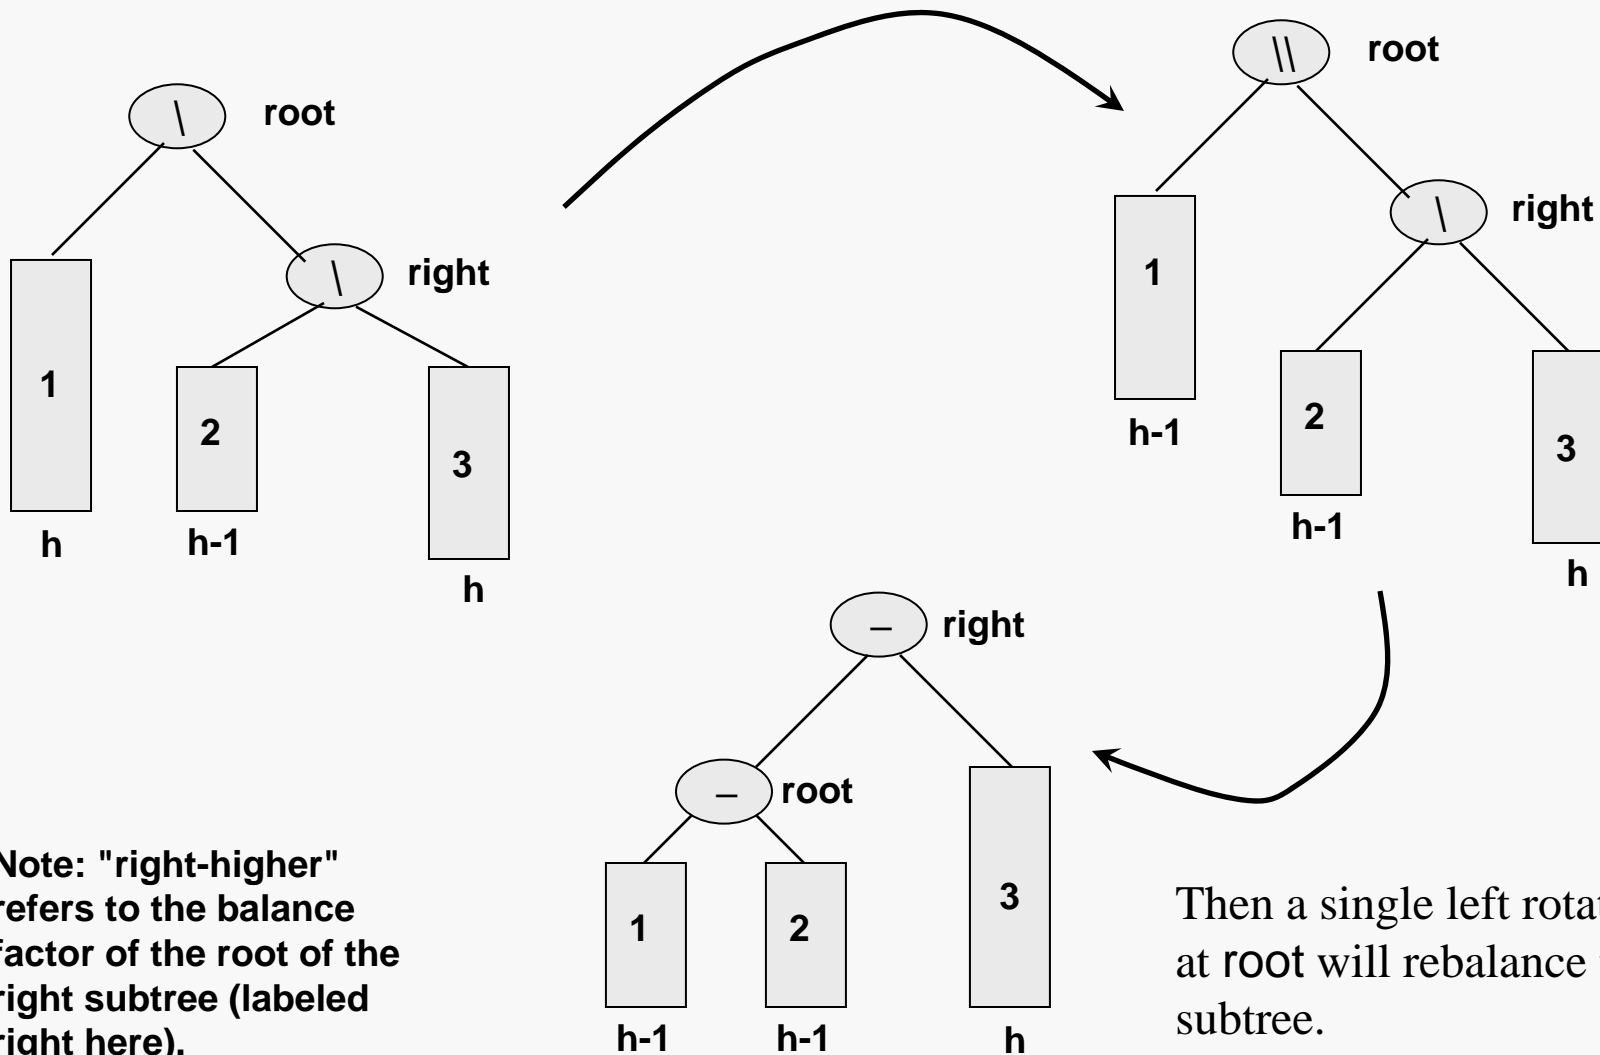 \ root
\ right
1
2
3
h
h-1
h
\\ root
\ right
1
2
3
h-1
h-1
h
– right
– root
1
2
3
h-1
h-1
h
Note: "right-higher"
refers to the balance
factor of the root of the
right subtree (labeled
right here).
Then a single left
at root will rebalance
subtree.